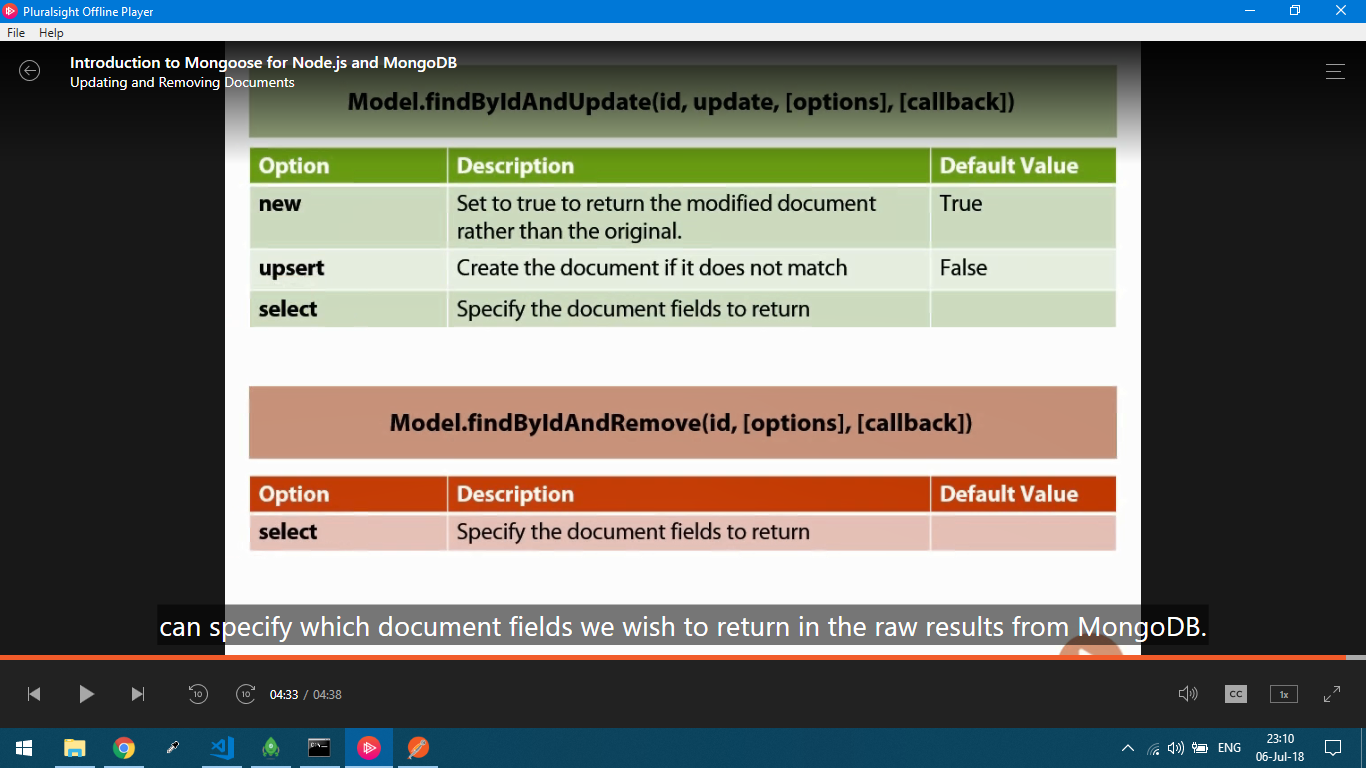 Pluralsight Offline Player
File Help
Introduction to Mongoose for Node.js and MongoDB
Updating and Removing Documents
Model.findByIdAndUpdate(id, update, [options], [callback])
Option Description Default Value
new Set to true to return the modified document True
rather than the original.
upsert Create the document if it does not match False
select Specify the document fields to return
Model.findByIdAndRemove(id, [options], [callback])
Option Description Default Value
select Specify the document fields to return
can specify which document fields we wish to return in the raw results from MongoDB.
10 10 04:33 / 04:38 CC 1x
ENG 23:10
06-Jul-18